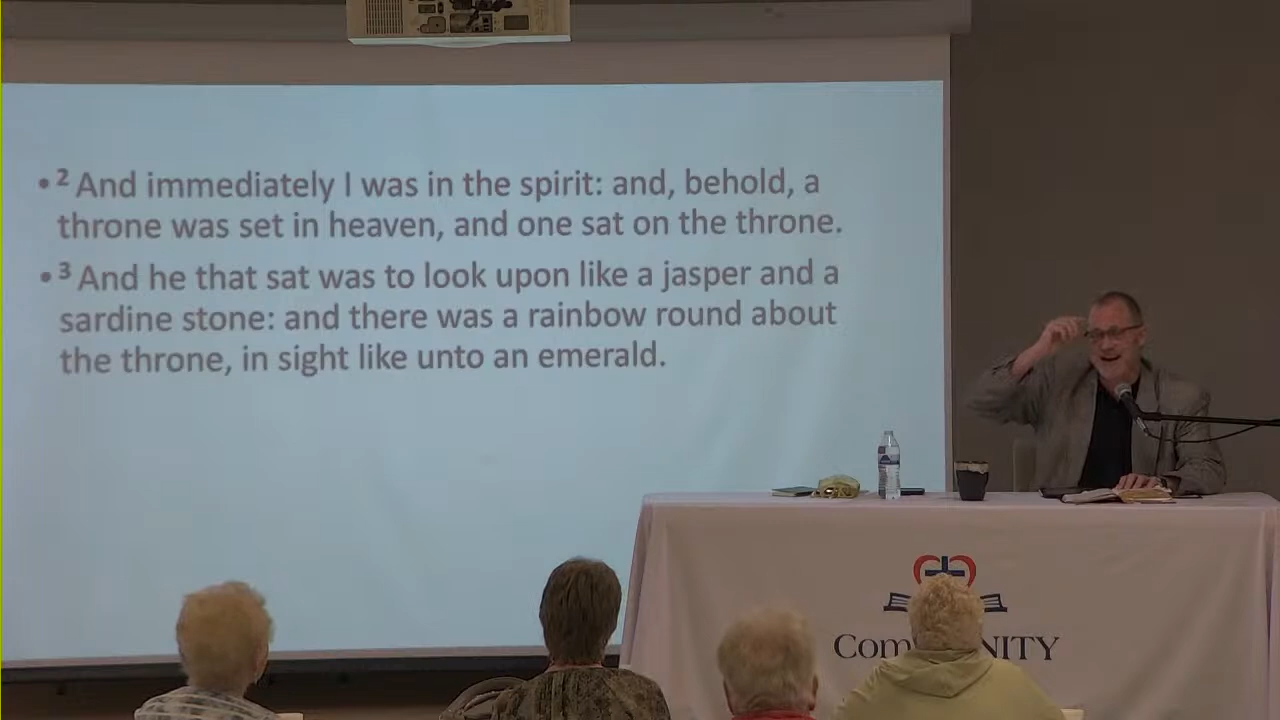 • ² And immediately I was in the spirit: and, behold, a
throne was set in heaven, and one sat on the throne.
• ³ And he that sat was to look upon like a jasper and a
sardine stone: and there was a rainbow round about
the throne, in sight like unto an emerald.
Com NITY